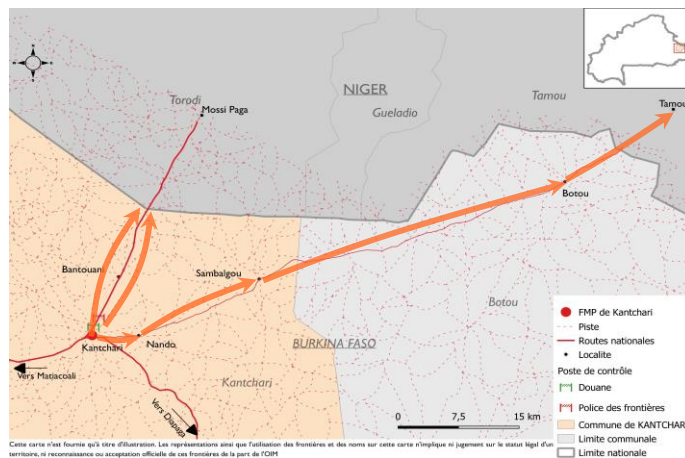 Torodi
Mossi Paga
NIGER
Gueladio
Tamou
Tamou
Botou
Bantouani
Sambalgou
Botou
Nando
Kantchari
BURKINA FASO
Kantchari
Vers Matiacoali
Vers Diapaga
0 7,5 15 km
FMP de Kantchari
Piste
Routes nationales
Localite
Poste de contrôle
Douane
Police des frontières
Commune de KANTCHAR
Limite communale
Limite nationale
Cette carte n'est fournie qu'à titre d'illustration. Les représentations ainsi que l'utilisation des frontières et des noms sur cette carte n'implique ni jugement sur le statut légal d'un
territoire, ni reconnaissance ou acceptation officielle de ces frontières de la part de l'OIM